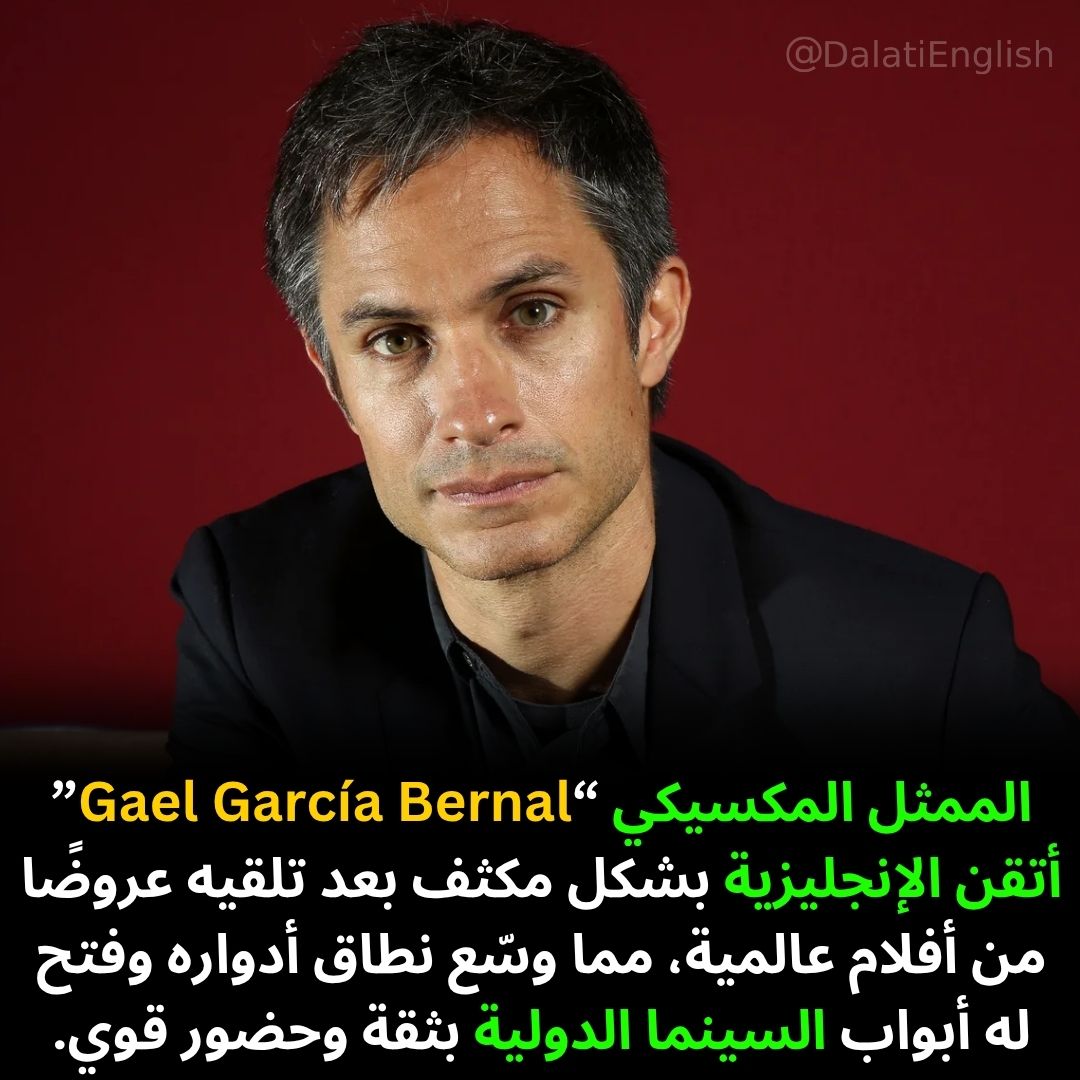 @DalatiEnglish
الممثل المكسيكي “Gael García Bernal”
أتقن الإنجليزية بشكل مكثف بعد تلقيه عروضًا
من أفلام عالمية، مما وسّع نطاق أدواره وفتح
له أبواب السينما الدولية بثقة وحضور قوي.